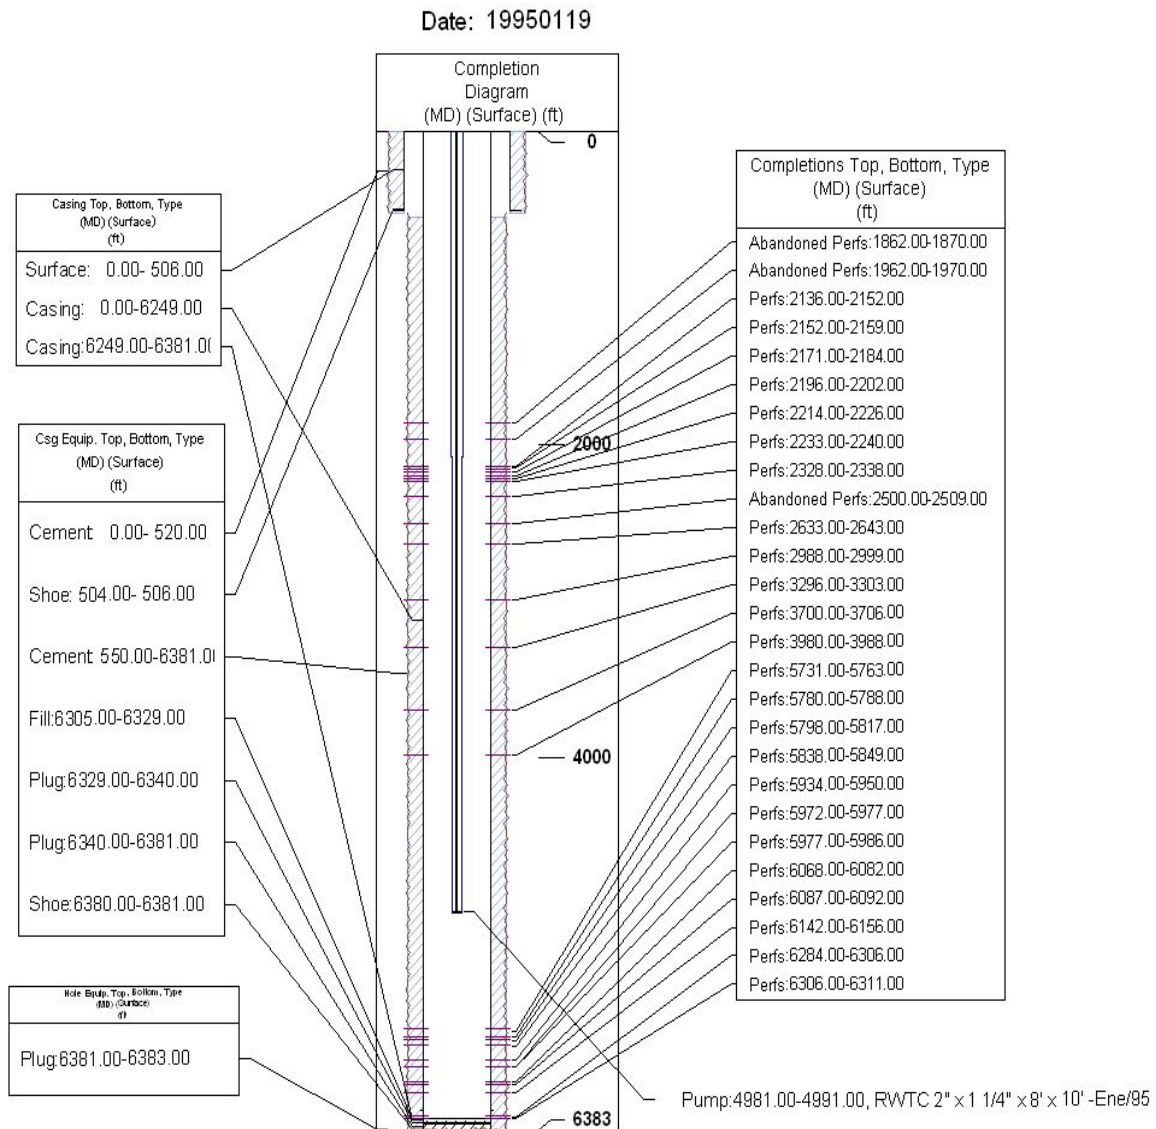 Date: 19950119
Completion
Diagram
(MD) (Surface) (ft)
0
2000
4000
6383
Casing Top, Bottom, Type
(MD) (Surface)
(ft)
Surface: 0.00- 506.00
Casing: 0.00-6249.00
Casing:6249.00-6381.0(
Csg Equip. Top, Bottom, Type
(MD) (Surface)
(ft)
Cement 0.00- 520.00
Shoe: 504.00- 506.00
Cement 550.00-6381.0(
Fill:6305.00-6329.00
Plug:6329.00-6340.00
Plug:6340.00-6381.00
Shoe:6380.00-6381.00
Hole Equip. Top, Bottom, Type
(MD) (Surface)
(ft)
Plug:6381.00-6383.00
Completions Top, Bottom, Type
(MD) (Surface)
(ft)
Abandoned Perfs:1862.00-1870.00
Abandoned Perfs:1962.00-1970.00
Perfs:2136.00-2152.00
Perfs:2152.00-2159.00
Perfs:2171.00-2184.00
Perfs:2196.00-2202.00
Perfs:2214.00-2226.00
Perfs:2233.00-2240.00
Perfs:2328.00-2338.00
Abandoned Perfs:2500.00-2509.00
Perfs:2633.00-2643.00
Perfs:2988.00-2999.00
Perfs:3296.00-3303.00
Perfs:3700.00-3706.00
Perfs:3980.00-3988.00
Perfs:5731.00-5763.00
Perfs:5780.00-5788.00
Perfs:5798.00-5817.00
Perfs:5838.00-5849.00
Perfs:5934.00-5950.00
Perfs:5972.00-5977.00
Perfs:5977.00-5986.00
Perfs:6068.00-6082.00
Perfs:6087.00-6092.00
Perfs:6142.00-6156.00
Perfs:6284.00-6306.00
Perfs:6306.00-6311.00
Pump:4981.00-4991.00, RWTC 2" x 1 1/4" x 8' x 10' -Ene/95